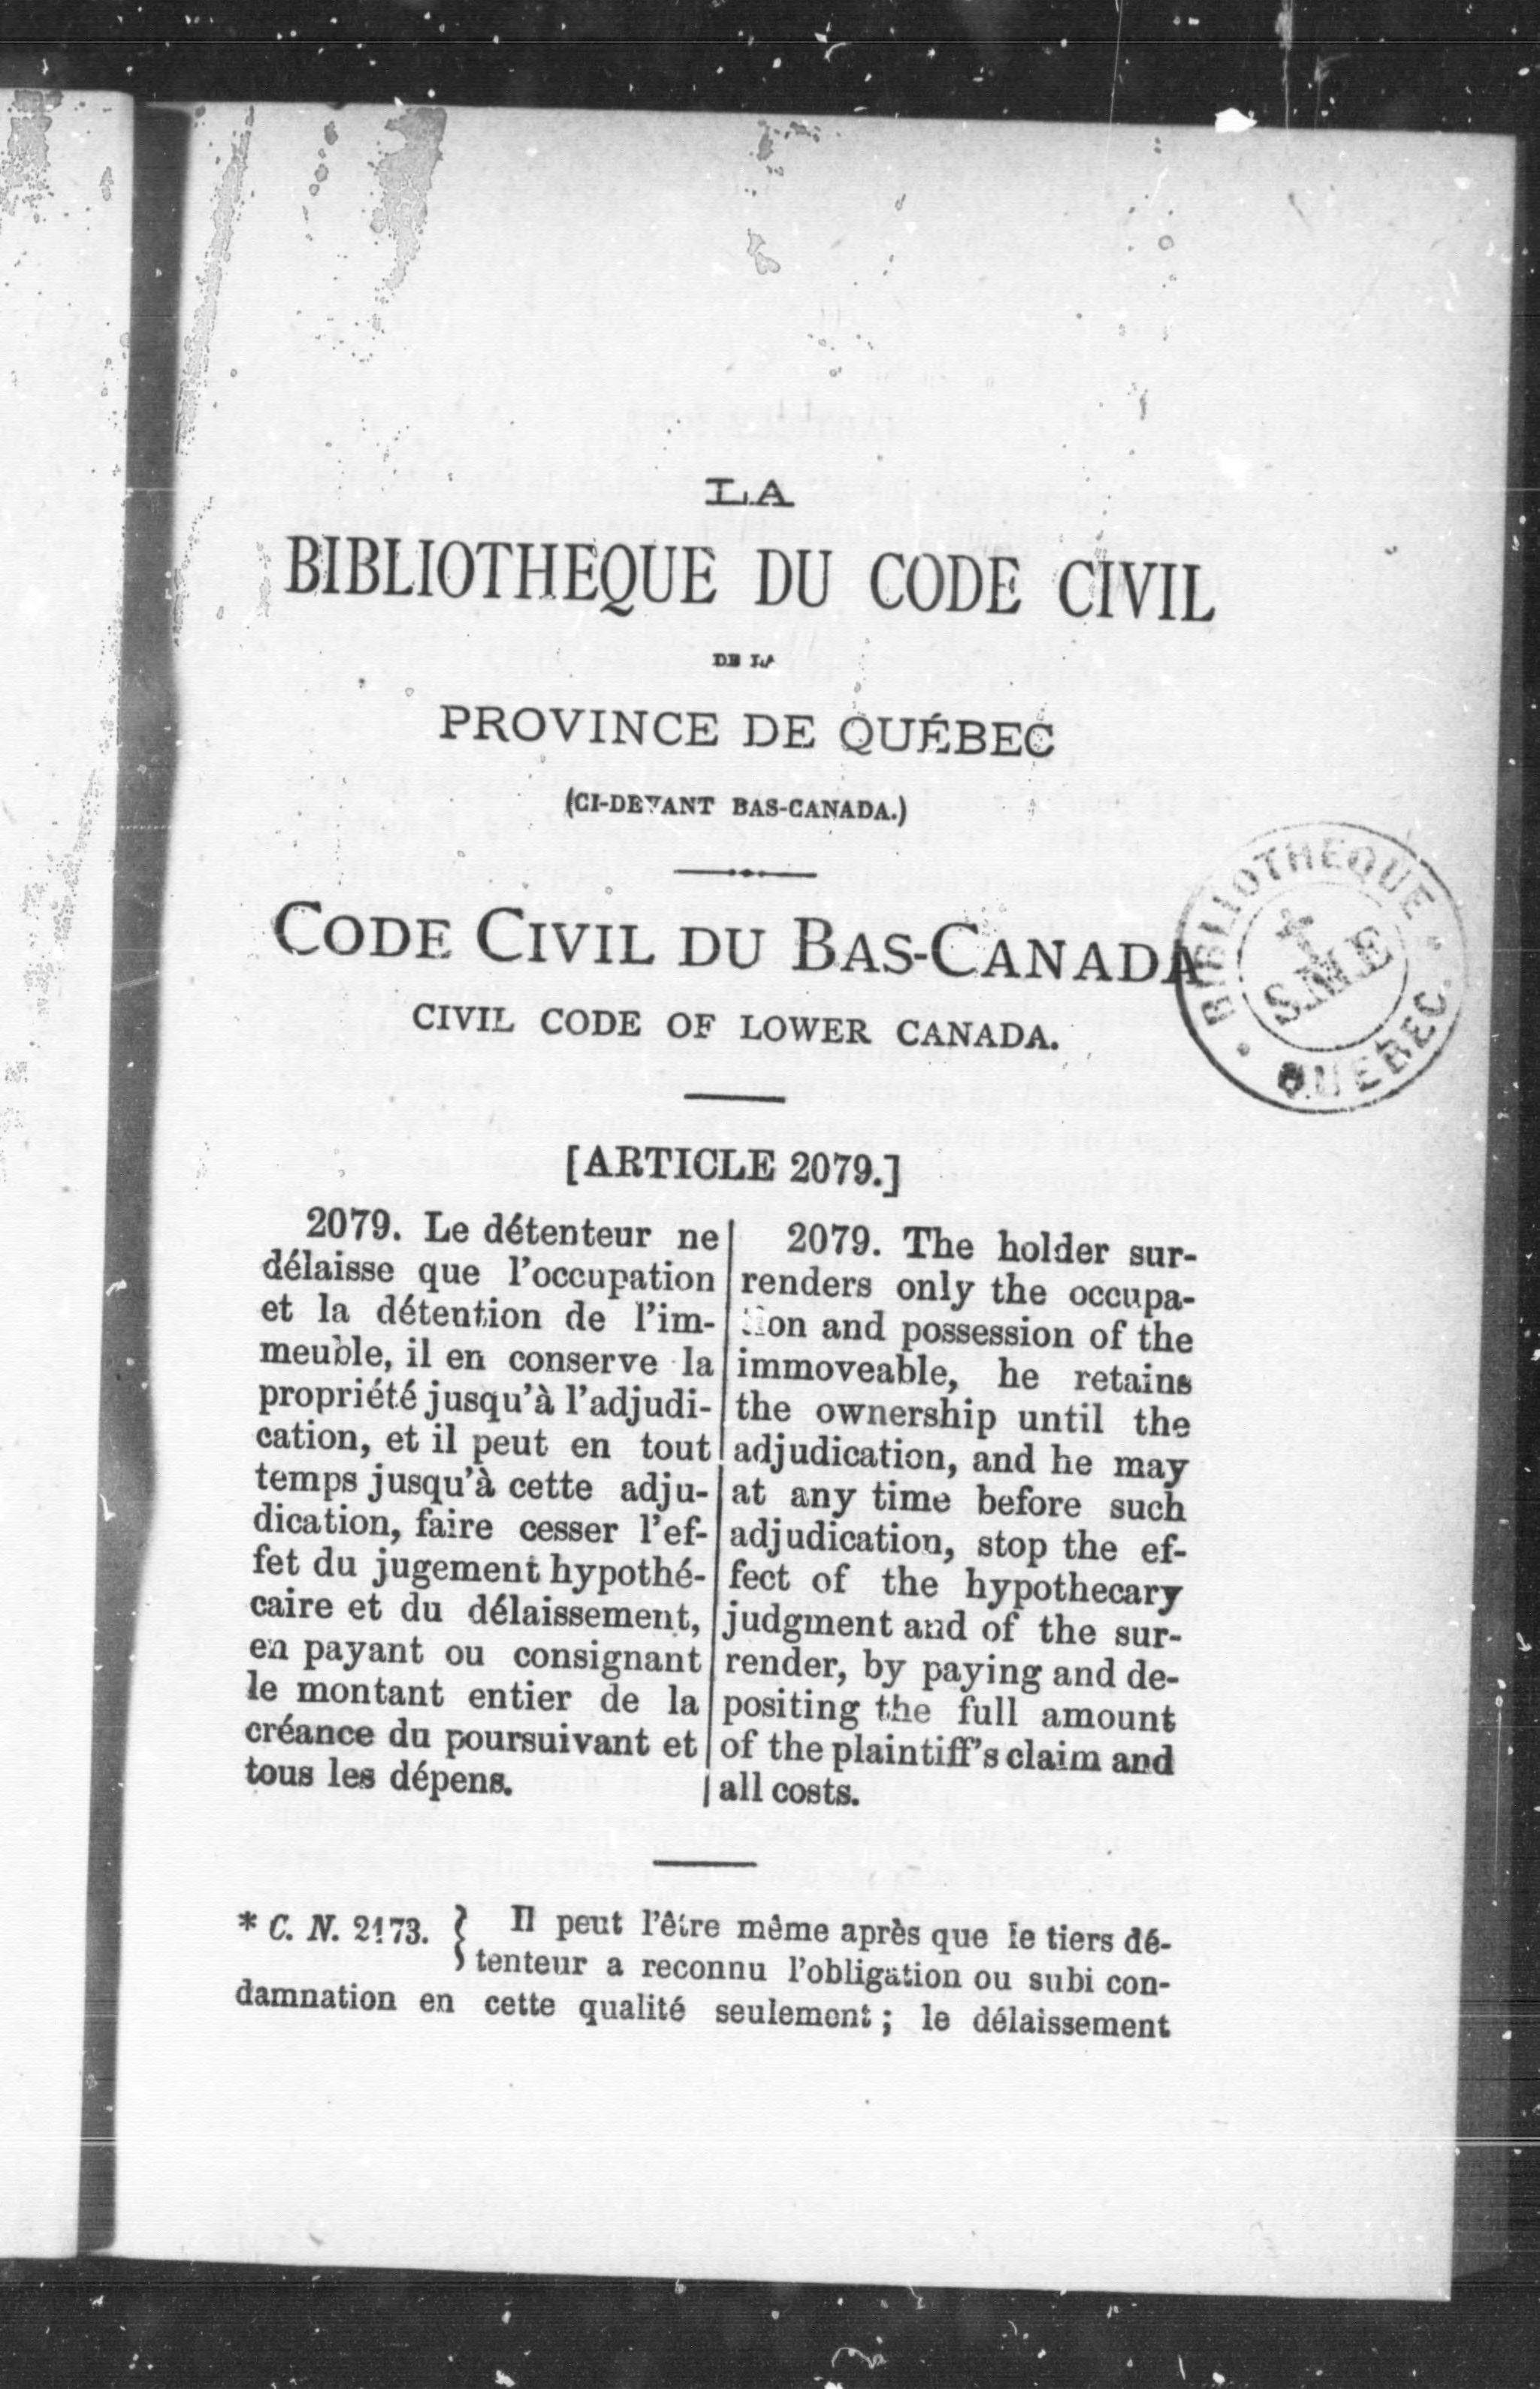 LA
BIBLIOTHEQUE DU CODE CIVIL
DE LA
PROVINCE DE QUÉBEC
(CI-DEVANT BAS-CANADA.)
CODE CIVIL DU BAS-CANADA
CIVIL CODE OF LOWER CANADA.
BIBLIOTHEQUE
S.M.E
QUEBEC
[ARTICLE 2079.]
2079. Le détenteur ne
délaisse que l'occupation
et la détention de l'im-
meuble, il en conserve la
propriété jusqu'à l'adjudi-
cation, et il peut en tout
temps jusqu'à cette adju-
dication, faire cesser l'ef-
fet du jugement hypothé-
caire et du délaissement,
en payant ou consignant
le montant entier de la
créance du poursuivant et
tous les dépens.
2079. The holder sur-
renders only the occupa-
tion and possession of the
immoveable, he retains
the ownership until the
adjudication, and he may
at any time before such
adjudication, stop the ef-
fect of the hypothecary
judgment and of the sur-
render, by paying and de-
positing the full amount
of the plaintiff's claim and
all costs.
* C. N. 2173. } Il peut l'être même après que le tiers dé-
tenteur a reconnu l'obligation ou subi con-
damnation en cette qualité seulement ; le délaissement